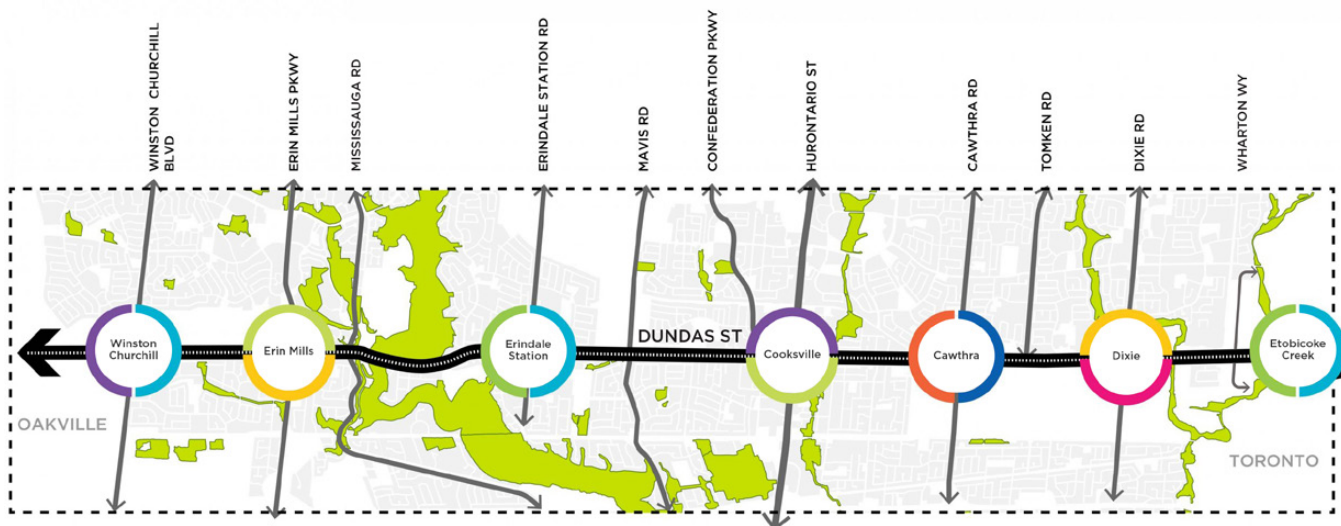 WINSTON CHURCHILL
BLVD
ERIN MILLS PKWY
MISSISSAUGA RD
ERINDALE STATION RD
MAVIS RD
CONFEDERATION PKWY
HURONTARIO ST
CAWTHRA RD
TOMKEN RD
DIXIE RD
WHARTON WY
DUNDAS ST
Winston
Churchill
Erin Mills
Erindale
Station
Cooksville
Cawthra
Dixie
Etobicoke
Creek
OAKVILLE
TORONTO